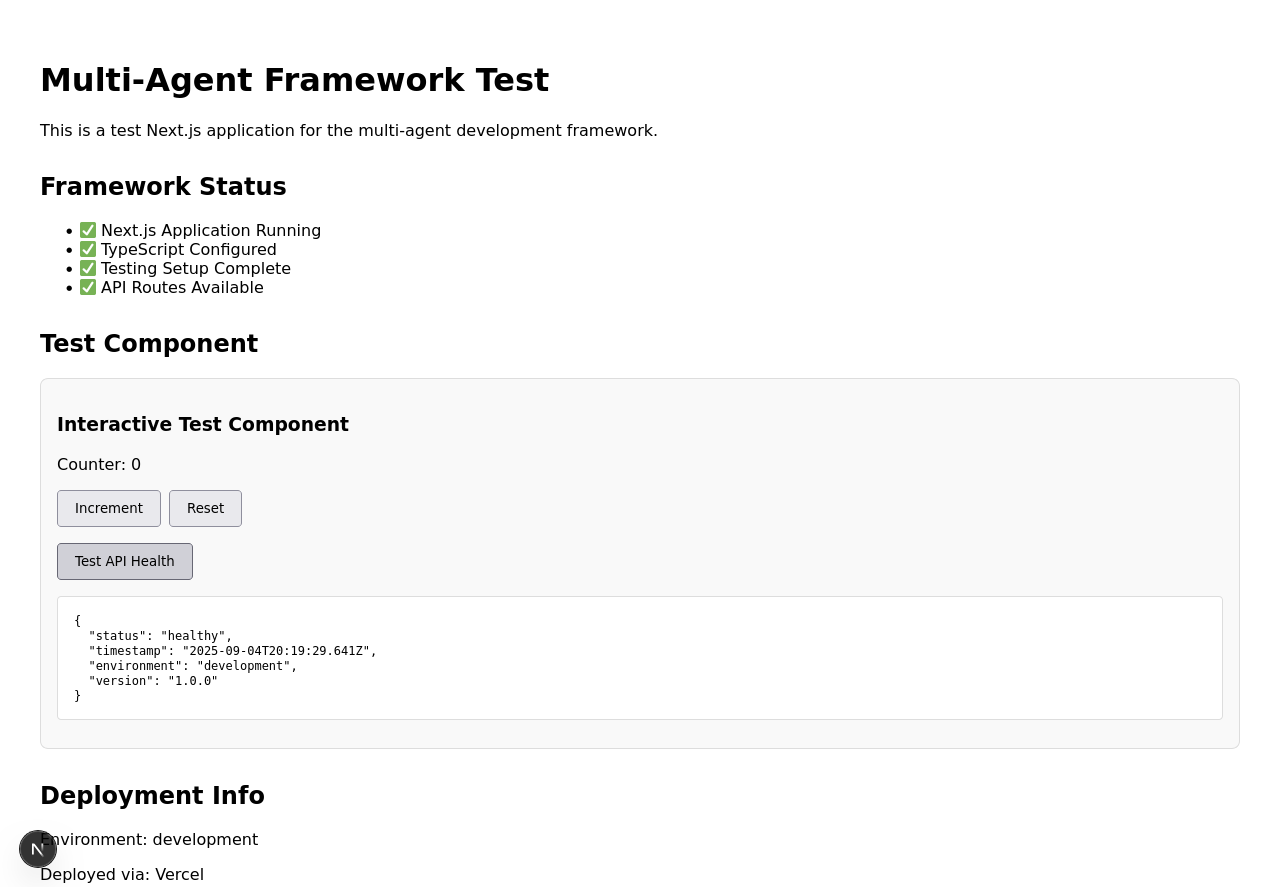 Multi-Agent Framework Test
This is a test Next.js application for the multi-agent development framework.
Framework Status
• ✅ Next.js Application Running
• ✅ TypeScript Configured
• ✅ Testing Setup Complete
• ✅ API Routes Available
Test Component
Interactive Test Component
Counter: 0
Increment Reset
Test API Health
{
  "status": "healthy",
  "timestamp": "2025-09-04T20:19:29.641Z",
  "environment": "development",
  "version": "1.0.0"
}
Deployment Info
Environment: development
N
Deployed via: Vercel